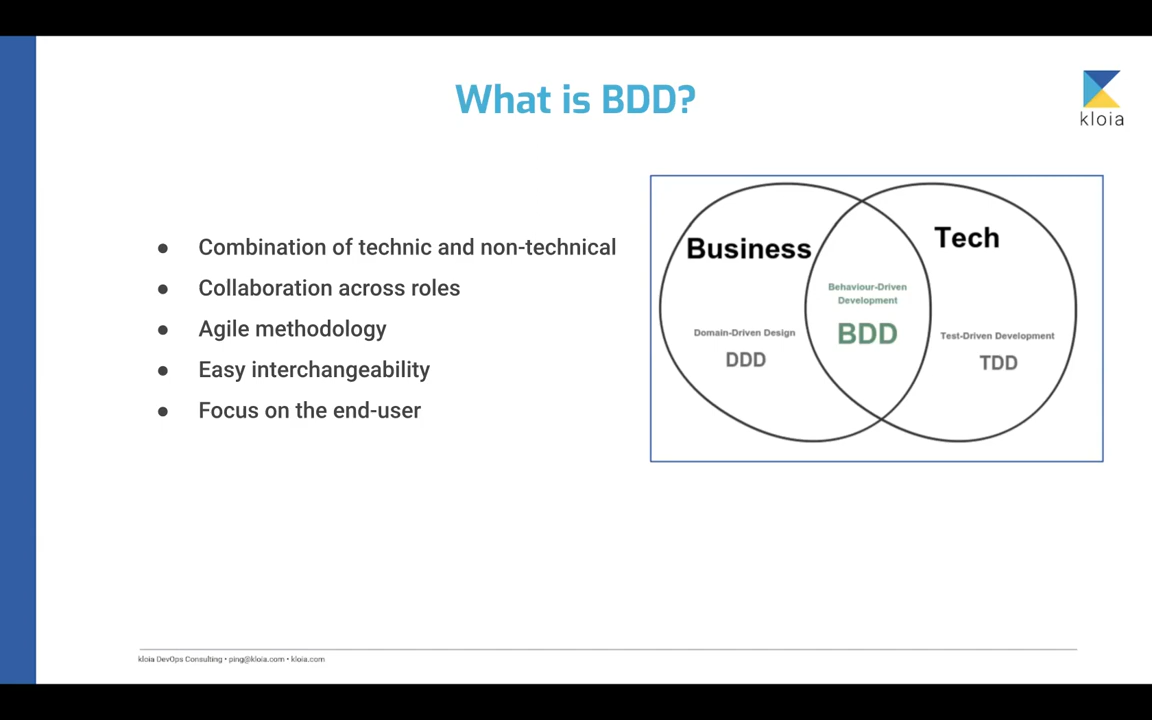 What is BDD?
kloia
● Combination of technic and non-technical
● Collaboration across roles
● Agile methodology
● Easy interchangeability
● Focus on the end-user
Business
Tech
Behaviour-Driven
Development
BDD
Domain-Driven Design
DDD
Test-Driven Development
TDD
kloia DevOps Consulting • ping@kloia.com • kloia.com